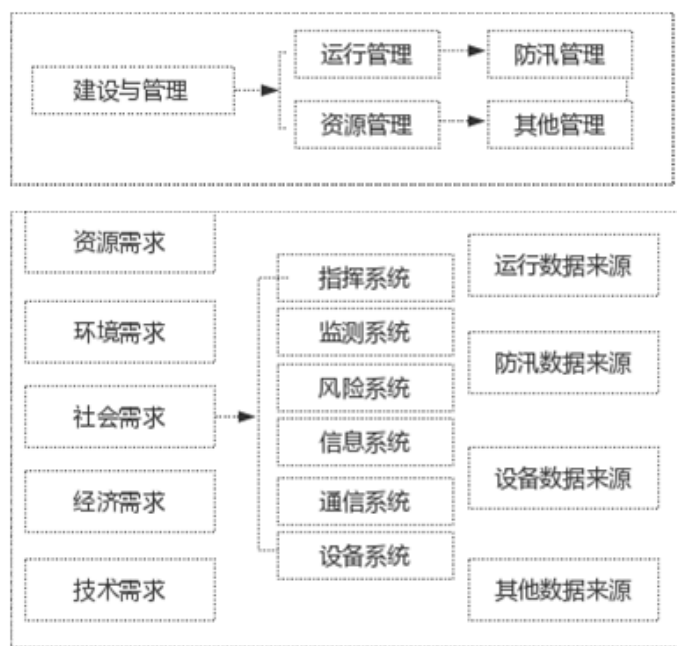 运行管理
防汛管理
建设与管理
资源管理
其他管理
资源需求
环境需求
社会需求
经济需求
技术需求
指挥系统
监测系统
风险系统
信息系统
通信系统
设备系统
运行数据来源
防汛数据来源
设备数据来源
其他数据来源